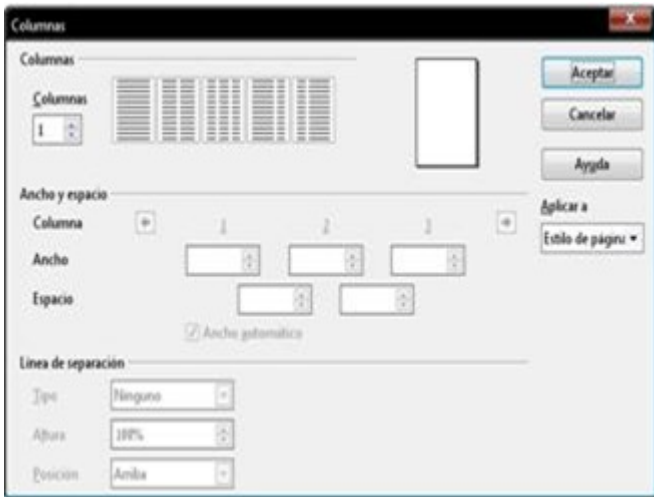 Columnas
Columnas
Columnas
1
Aceptar
Cancelar
Ayuda
Ancho y espacio
Columna 1 2 3
Ancho
Espacio
Ancho automático
Aplicar a
Estilo de página
Línea de separación
Tipo Ninguno
Altura 100%
Posición Arriba